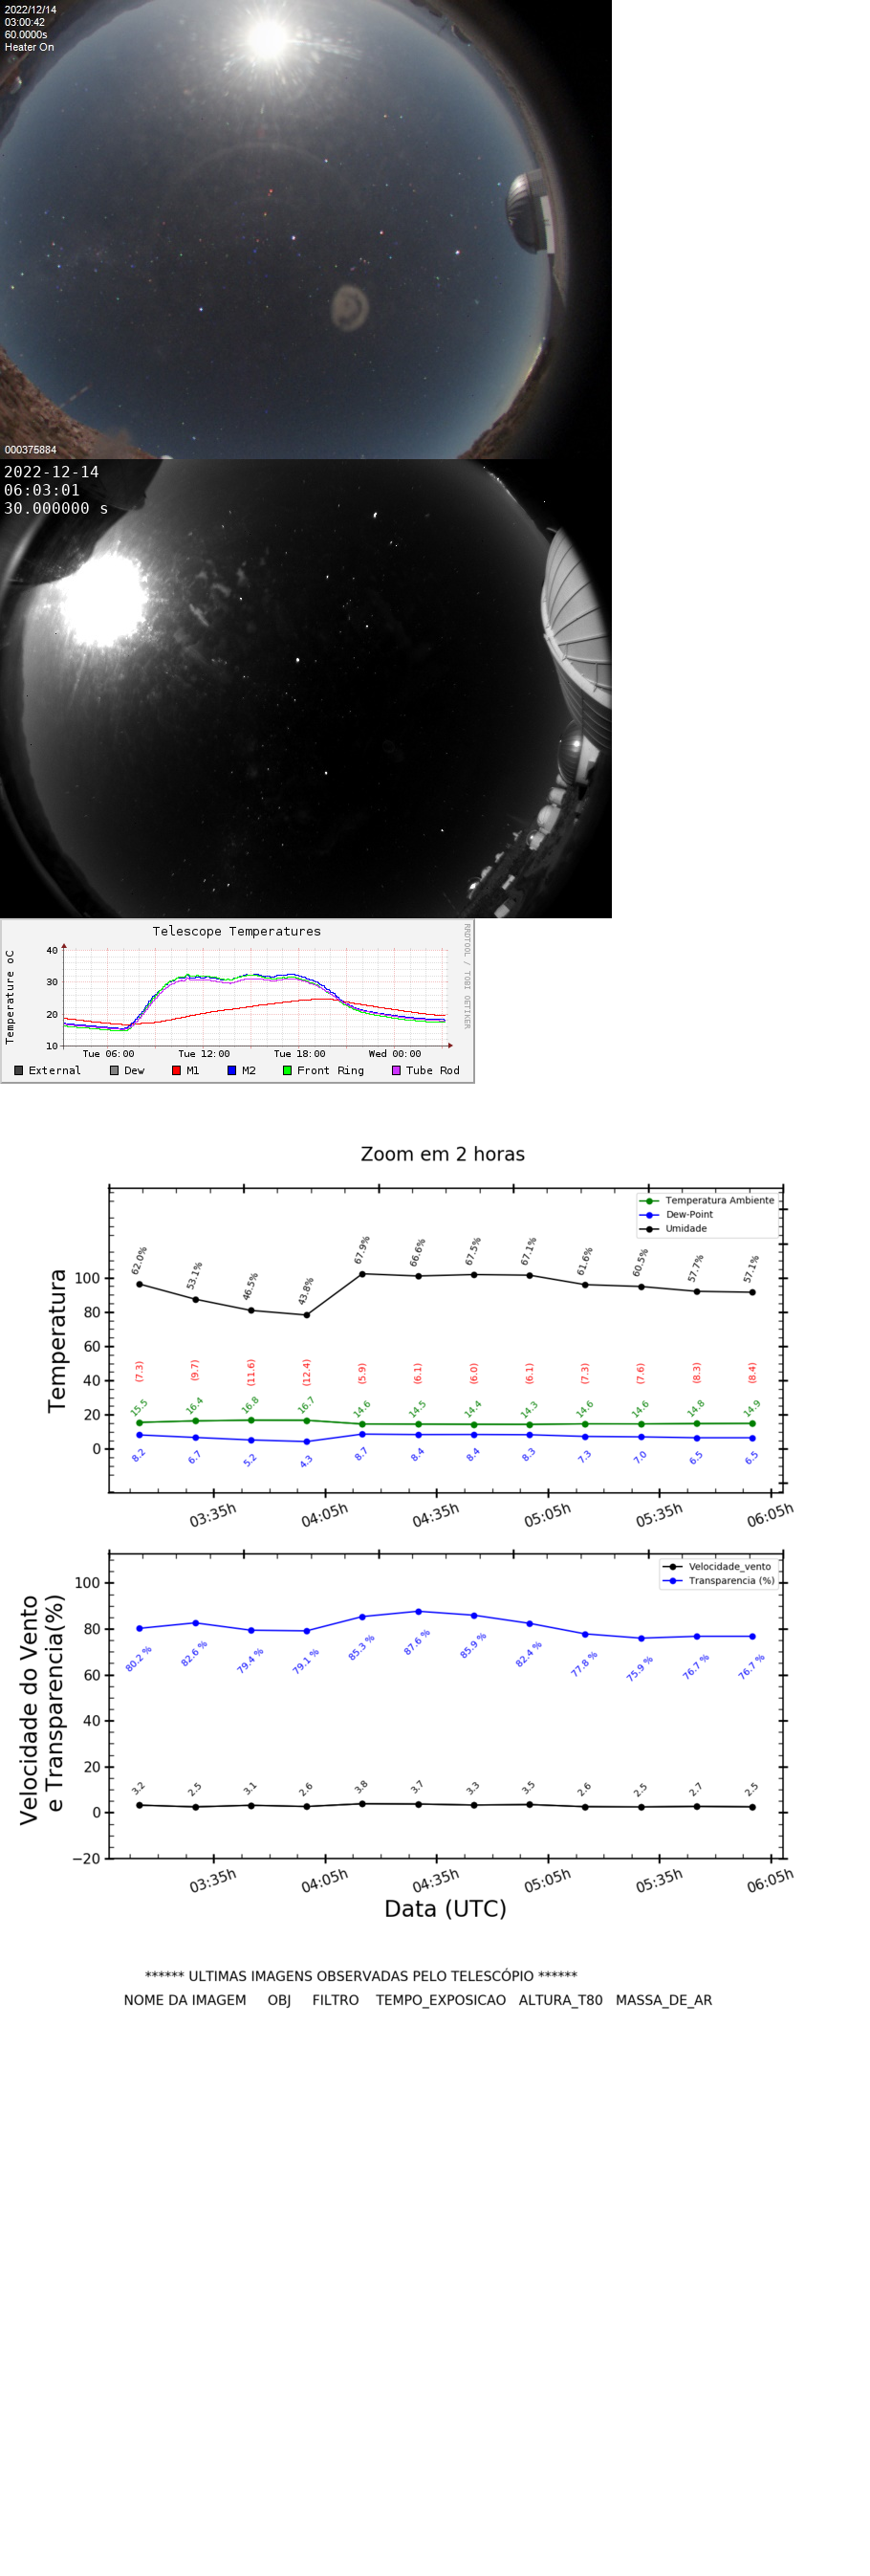 2022/12/14
03:00:42
60.0000s
Heater On
000375884
2022-12-14
06:03:01
30.000000 s
Telescope Temperatures
RRDTOOL / TOBI OETIKER
Temperature oC
40
30
20
10
Tue 06:00 Tue 12:00 Tue 18:00 Wed 00:00
External Dew M1 M2 Front Ring Tube Rod
Zoom em 2 horas
Temperatura Ambiente
Dew-Point
Umidade
Temperatura
100
80
60
40
20
0
62.0% 53.1% 46.5% 43.8% 67.9% 66.6% 67.5% 67.1% 61.6% 60.5% 57.7% 57.1%
(7.3) (9.7) (11.6) (12.4) (5.9) (6.1) (6.0) (6.1) (7.3) (7.6) (8.3) (8.4)
15.5 16.4 16.8 16.7 14.6 14.5 14.4 14.3 14.6 14.6 14.8 14.9
8.2 6.7 5.2 4.3 8.7 8.4 8.4 8.3 7.3 7.0 6.5 6.5
03:35h 04:05h 04:35h 05:05h 05:35h 06:05h
Velocidade_vento
Transparencia (%)
Velocidade do Vento
e Transparencia(%)
100
80
60
40
20
0
−20
80.2 % 82.6 % 79.4 % 79.1 % 85.3 % 87.6 % 85.9 % 82.4 % 77.8 % 75.9 % 76.7 % 76.7 %
3.2 2.5 3.1 2.6 3.8 3.7 3.3 3.5 2.6 2.5 2.7 2.5
03:35h 04:05h 04:35h 05:05h 05:35h 06:05h
Data (UTC)
****** ULTIMAS IMAGENS OBSERVADAS PELO TELESCÓPIO ******
NOME DA IMAGEM OBJ FILTRO TEMPO_EXPOSICAO ALTURA_T80 MASSA_DE_AR